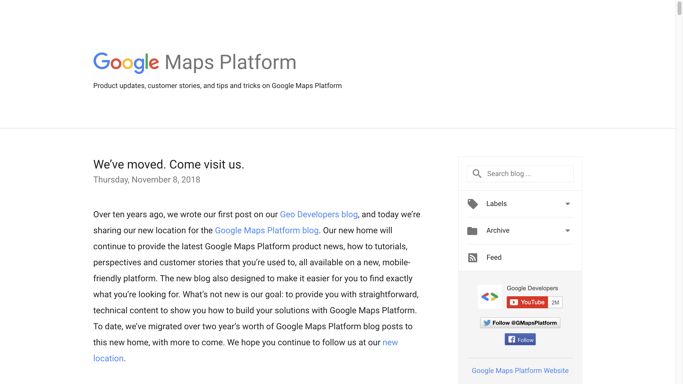 Google Maps Platform
Product updates, customer stories, and tips and tricks on Google Maps Platform
We've moved. Come visit us.
Thursday, November 8, 2018
Over ten years ago, we wrote our first post on our Geo Developers blog, and today we're
sharing our new location for the Google Maps Platform blog. Our new home will
continue to provide the latest Google Maps Platform product news, how to tutorials,
perspectives and customer stories that you're used to, all available on a new, mobile-
friendly platform. The new blog also designed to make it easier for you to find exactly
what you're looking for. What's not new is our goal: to provide you with straightforward,
technical content to show you how to build your solutions with Google Maps Platform.
To date, we've migrated over two year's worth of Google Maps Platform blog posts to
this new home, with more to come. We hope you continue to follow us at our new
location.
Search blog ...
Labels
Archive
Feed
Google Developers
YouTube 2M
Follow @GMapsPlatform
Follow
Google Maps Platform Website